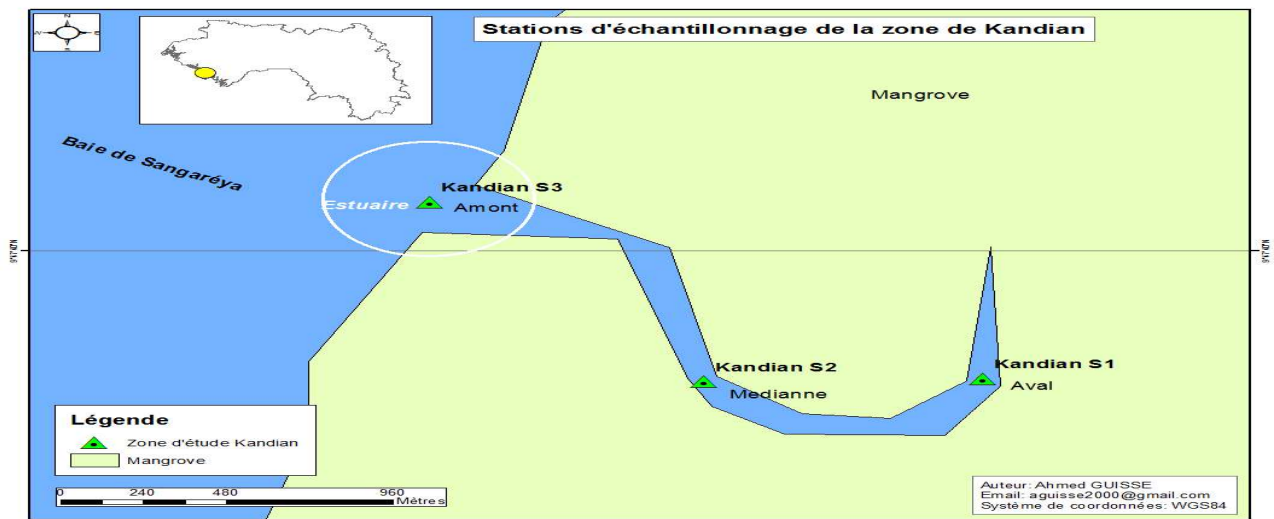 Stations d'échantillonnage de la zone de Kandian
N
Mangrove
Baie de Sangaréya
Kandian S3
Estuaire
Amont
Kandian S2
Medianne
Kandian S1
Aval
Légende
Zone d'étude Kandian
Mangrove
0 240 480 960
Mètres
Auteur: Ahmed GUISSE
Email: aguisse2000@gmail.com
Système de coordonnées: WGS84